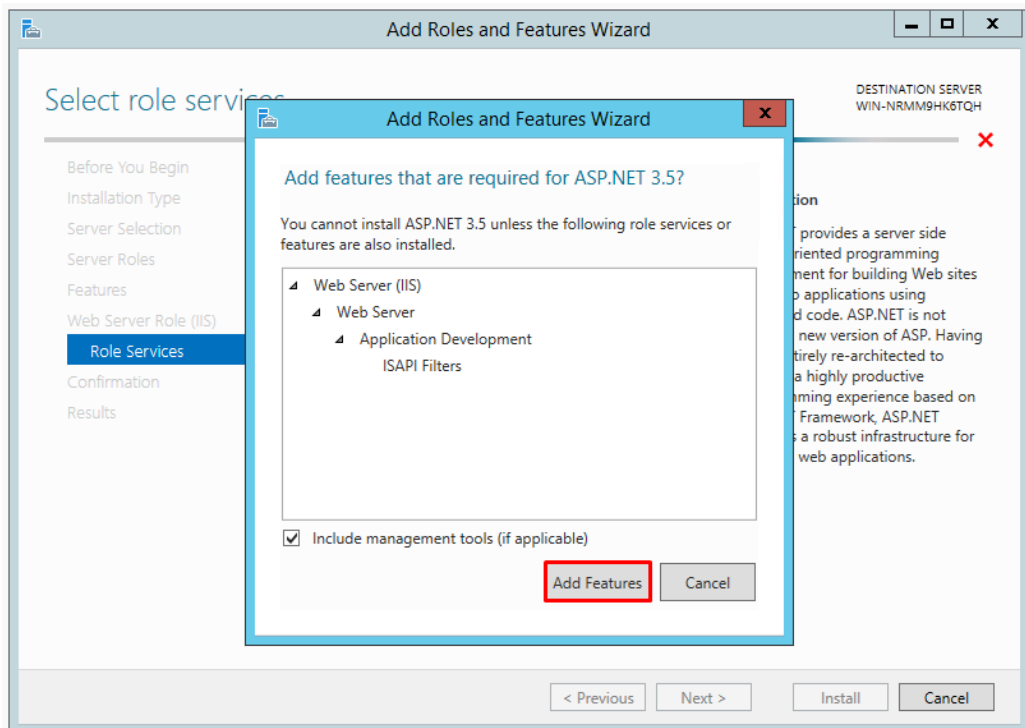 Add Roles and Features Wizard
Select role services
DESTINATION SERVER
WIN-NRMM9HK6TQH
Before You Begin
Installation Type
Server Selection
Server Roles
Features
Web Server Role (IIS)
Role Services
Confirmation
Results
Add Roles and Features Wizard
Add features that are required for ASP.NET 3.5?
You cannot install ASP.NET 3.5 unless the following role services or
features are also installed.
Web Server (IIS)
Web Server
Application Development
ISAPI Filters
Include management tools (if applicable)
Add Features
Cancel
provides a server side
programming
for building Web sites
applications using
code. ASP.NET is not
new version of ASP. Having
re-architected to
a highly productive
experience based on
Framework, ASP.NET
a robust infrastructure for
web applications.
< Previous
Next >
Install
Cancel